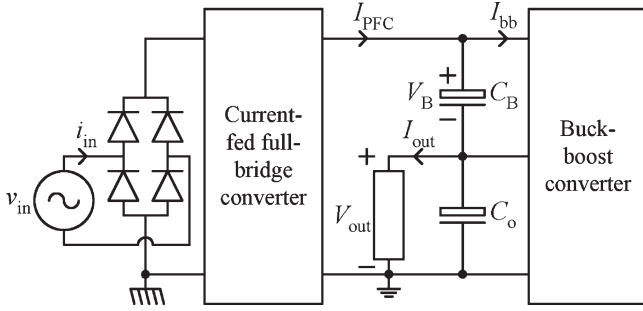 I_PFC
I_bb
Current-
fed full-
bridge
converter
+
V_B
C_B
−
Buck-
boost
converter
i_in
I_out
+
v_in
V_out
C_o
−